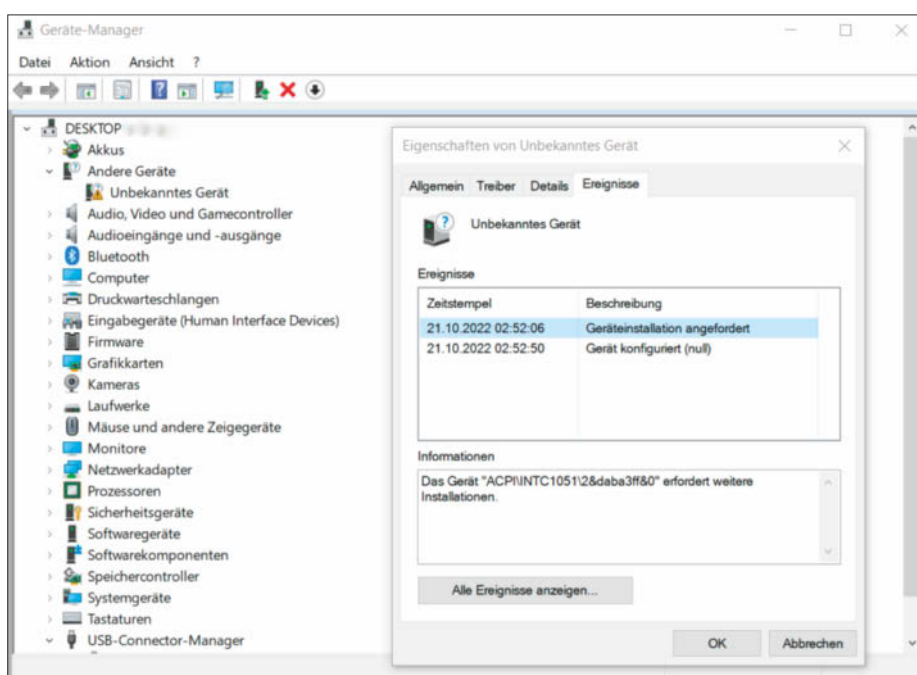 Geräte-Manager
Datei Aktion Ansicht ?
DESKTOP
Akkus
Andere Geräte
Unbekanntes Gerät
Audio, Video und Gamecontroller
Audioeingänge und -ausgänge
Bluetooth
Computer
Druckwarteschlangen
Eingabegeräte (Human Interface Devices)
Firmware
Grafikkarten
Kameras
Laufwerke
Mäuse und andere Zeigegeräte
Monitore
Netzwerkadapter
Prozessoren
Sicherheitsgeräte
Softwaregeräte
Softwarekomponenten
Speichercontroller
Systemgeräte
Tastaturen
USB-Connector-Manager
Eigenschaften von Unbekanntes Gerät
Allgemein Treiber Details Ereignisse
Unbekanntes Gerät
Ereignisse
Zeitstempel Beschreibung
21.10.2022 02:52:06 Geräteinstallation angefordert
21.10.2022 02:52:50 Gerät konfiguriert (null)
Informationen
Das Gerät "ACPI\INTC1051\2&daba3ff&0" erfordert weitere
Installationen.
Alle Ereignisse anzeigen...
OK Abbrechen